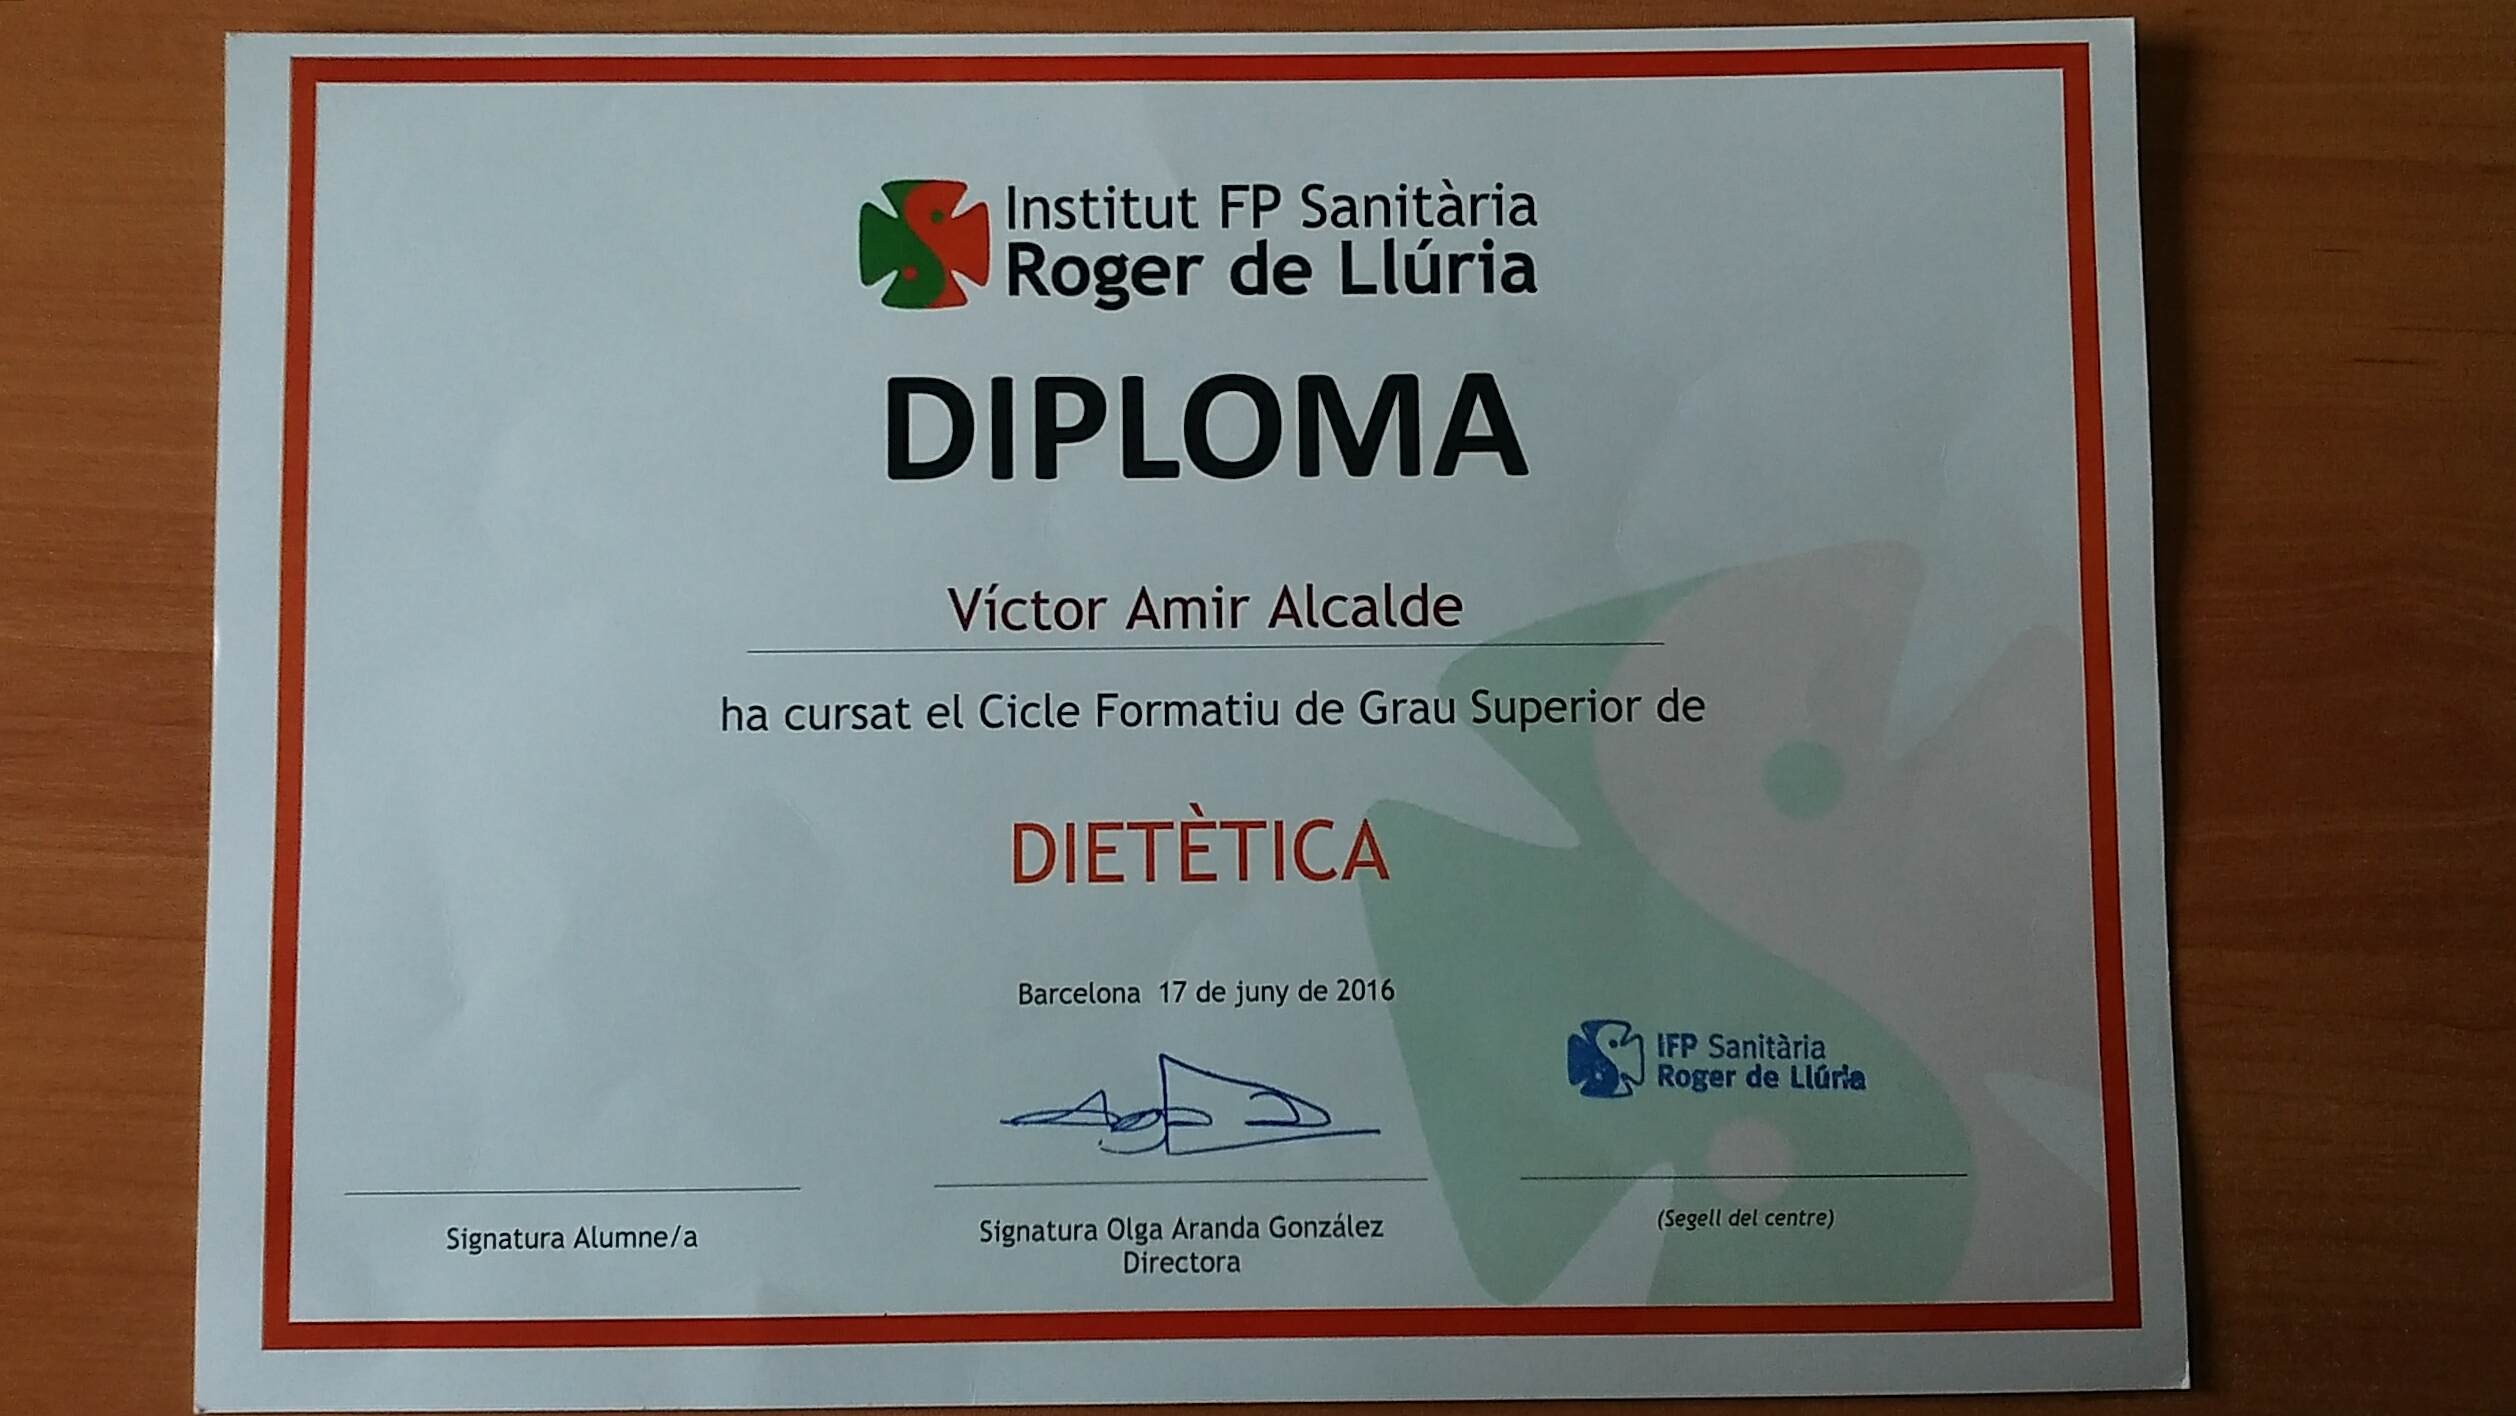 Institut FP Sanitària
Roger de Llúria
DIPLOMA
Víctor Amir Alcalde
ha cursat el Cicle Formatiu de Grau Superior de
DIETÈTICA
Barcelona 17 de juny de 2016
IFP Sanitària
Roger de Llúria
Signatura Alumne/a
Signatura Olga Aranda González
Directora
(Segell del centre)